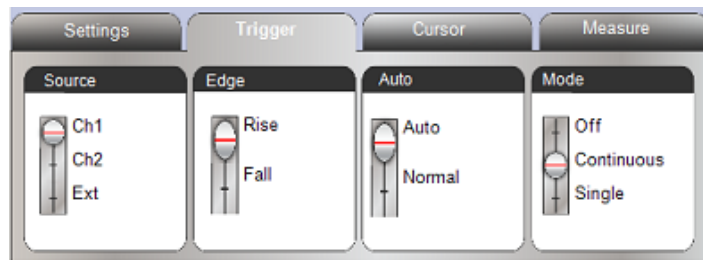 Settings
Trigger
Cursor
Measure
Source
Ch1
Ch2
Ext
Edge
Rise
Fall
Auto
Auto
Normal
Mode
Off
Continuous
Single